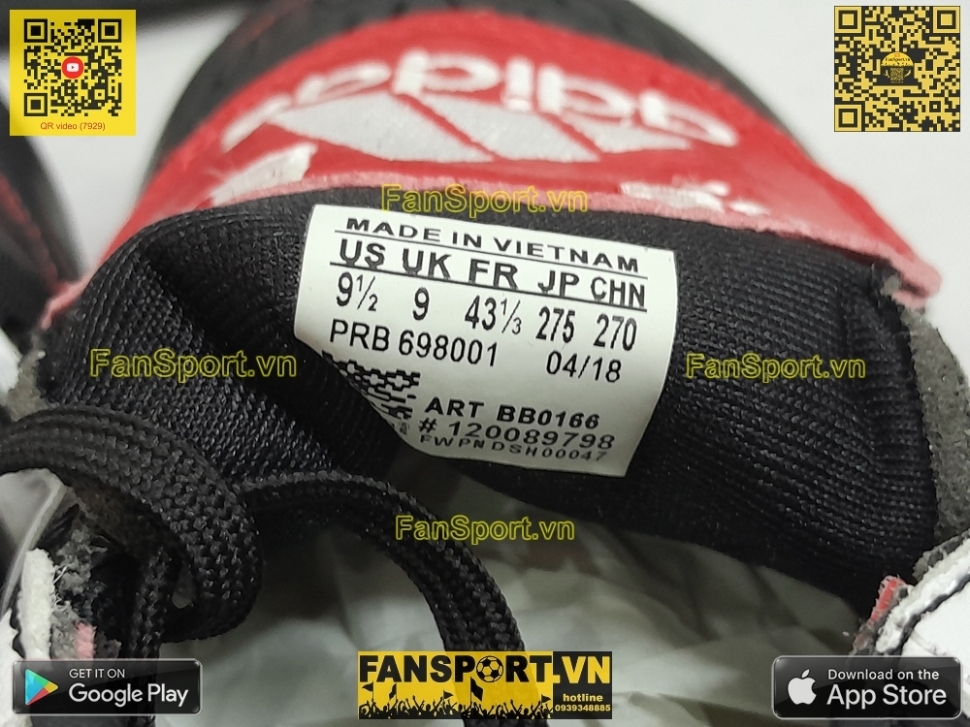 QR video (7929)
adidas
FanSport.vn
MADE IN VIETNAM
US UK FR JP CHN
9½ 9 43⅓ 275 270
PRB 698001 04/18
FanSport.vn
FanSport.vn
ART BB0166
# 120089798
FWPN DSH00047
FanSport.vn
GET IT ON
Google Play
FANSPORT.VN
hotline
0939348885
Download on the
App Store